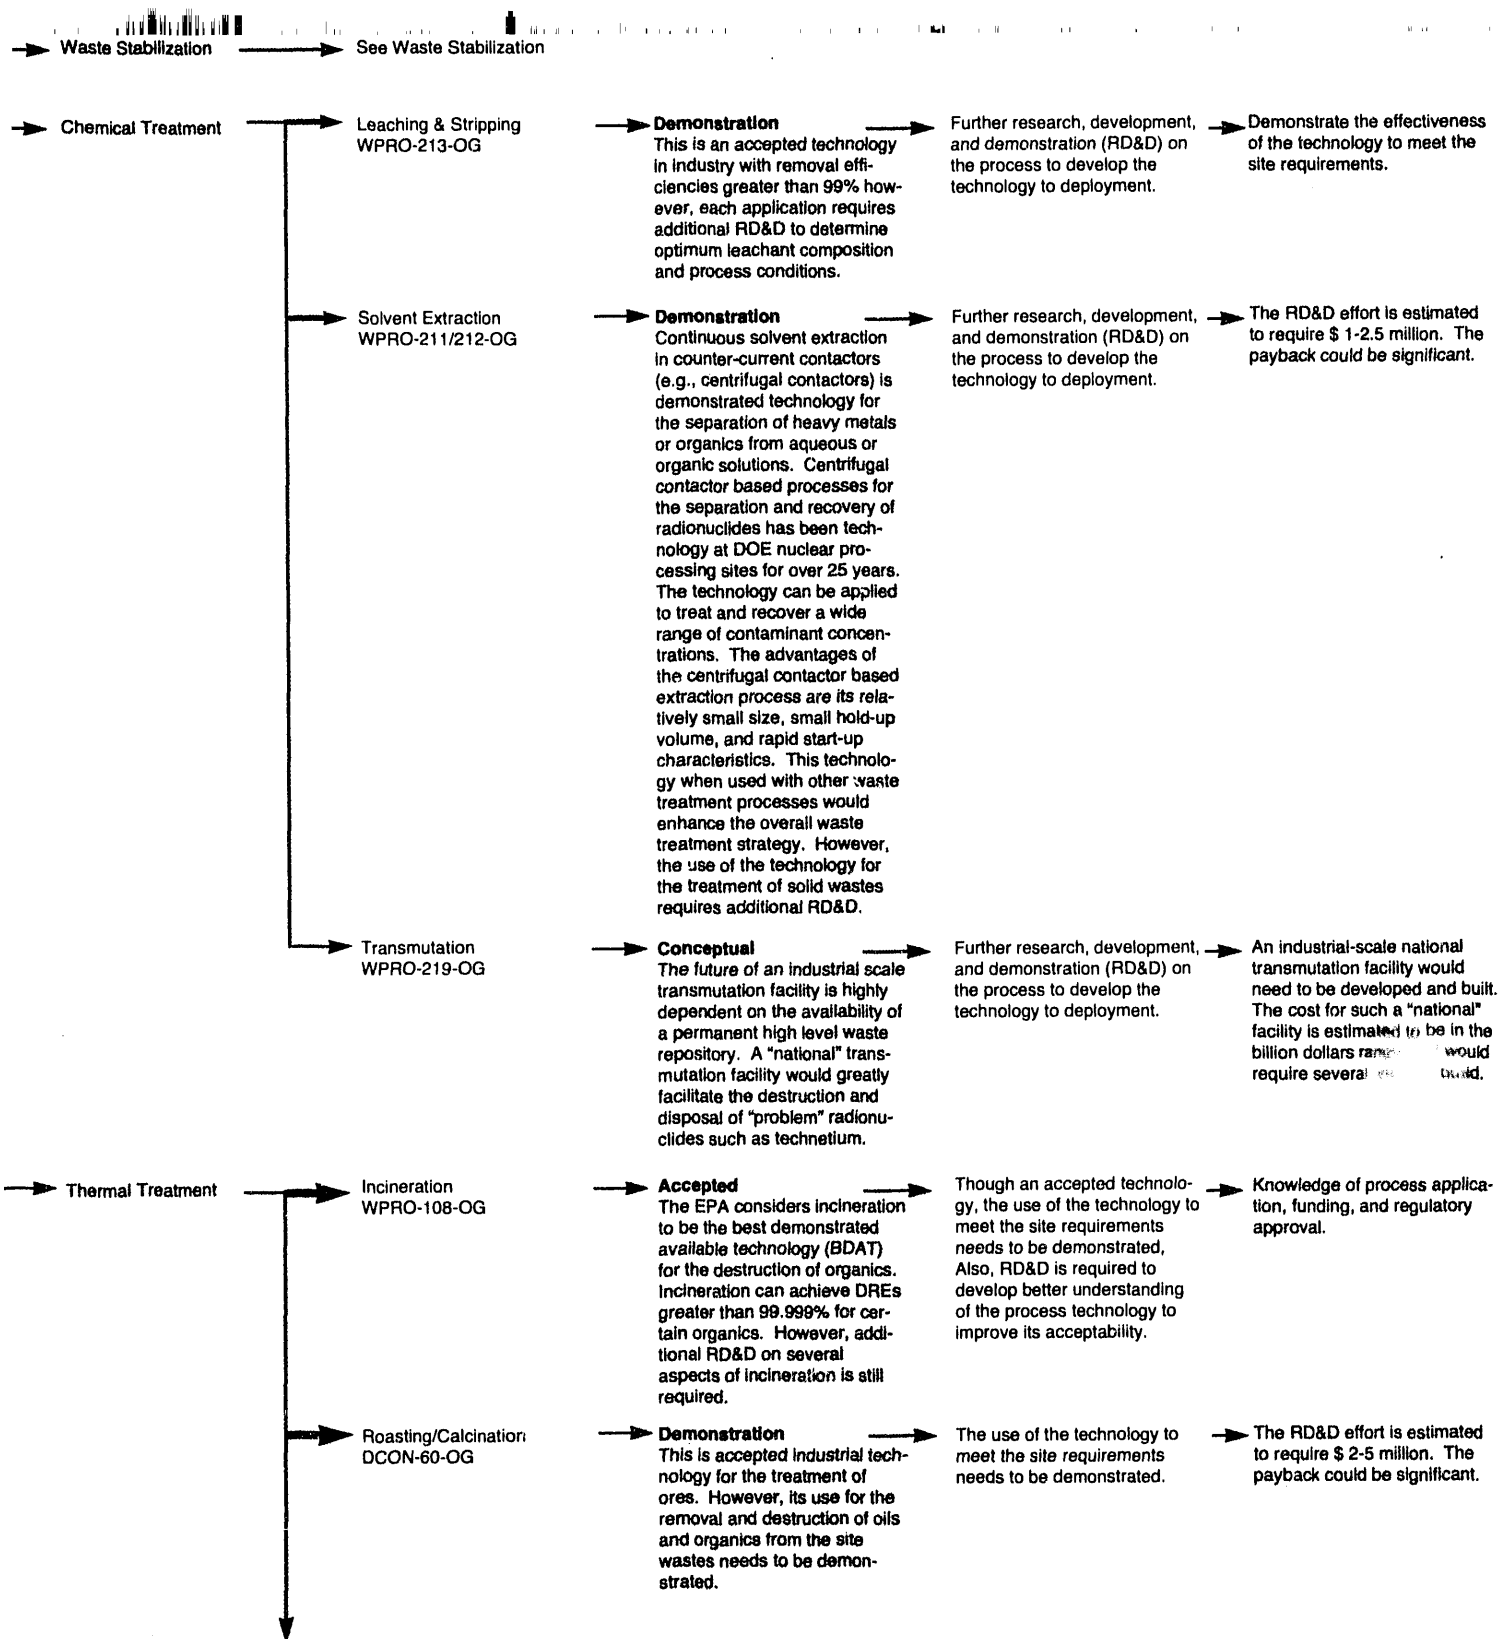 Waste Stabilization
See Waste Stabilization
Chemical Treatment
Leaching & Stripping
WPRO-213-OG
Demonstration
This is an accepted technology
in industry with removal effi-
ciencies greater than 99% how-
ever, each application requires
additional RD&D to determine
optimum leachant composition
and process conditions.
Further research, development,
and demonstration (RD&D) on
the process to develop the
technology to deployment.
Demonstrate the effectiveness
of the technology to meet the
site requirements.
Solvent Extraction
WPRO-211/212-OG
Demonstration
Continuous solvent extraction
in counter-current contactors
(e.g., centrifugal contactors) is
demonstrated technology for
the separation of heavy metals
or organics from aqueous or
organic solutions. Centrifugal
contactor based processes for
the separation and recovery of
radionuclides has been tech-
nology at DOE nuclear pro-
cessing sites for over 25 years.
The technology can be applied
to treat and recover a wide
range of contaminant concen-
trations. The advantages of
the centrifugal contactor based
extraction process are its rela-
tively small size, small hold-up
volume, and rapid start-up
characteristics. This technolo-
gy when used with other waste
treatment processes would
enhance the overall waste
treatment strategy. However,
the use of the technology for
the treatment of solid wastes
requires additional RD&D.
Further research, development,
and demonstration (RD&D) on
the process to develop the
technology to deployment.
The RD&D effort is estimated
to require $ 1-2.5 million. The
payback could be significant.
Transmutation
WPRO-219-OG
Conceptual
The future of an industrial scale
transmutation facility is highly
dependent on the availability of
a permanent high level waste
repository. A "national" trans-
mutation facility would greatly
facilitate the destruction and
disposal of "problem" radionu-
clides such as technetium.
Further research, development,
and demonstration (RD&D) on
the process to develop the
technology to deployment.
An industrial-scale national
transmutation facility would
need to be developed and built.
The cost for such a "national"
facility is estimated to be in the
billion dollars would
require several
Thermal Treatment
Incineration
WPRO-108-OG
Accepted
The EPA considers incineration
to be the best demonstrated
available technology (BDAT)
for the destruction of organics.
Incineration can achieve DREs
greater than 99.999% for cer-
tain organics. However, addi-
tional RD&D on several
aspects of incineration is still
required.
Though an accepted technolo-
gy, the use of the technology to
meet the site requirements
needs to be demonstrated,
Also, RD&D is required to
develop better understanding
of the process technology to
improve its acceptability.
Knowledge of process applica-
tion, funding, and regulatory
approval.
Roasting/Calcination
DCON-60-OG
Demonstration
This is accepted industrial tech-
nology for the treatment of
ores. However, its use for the
removal and destruction of oils
and organics from the site
wastes needs to be demon-
strated.
The use of the technology to
meet the site requirements
needs to be demonstrated.
The RD&D effort is estimated
to require $ 2-5 million. The
payback could be significant.